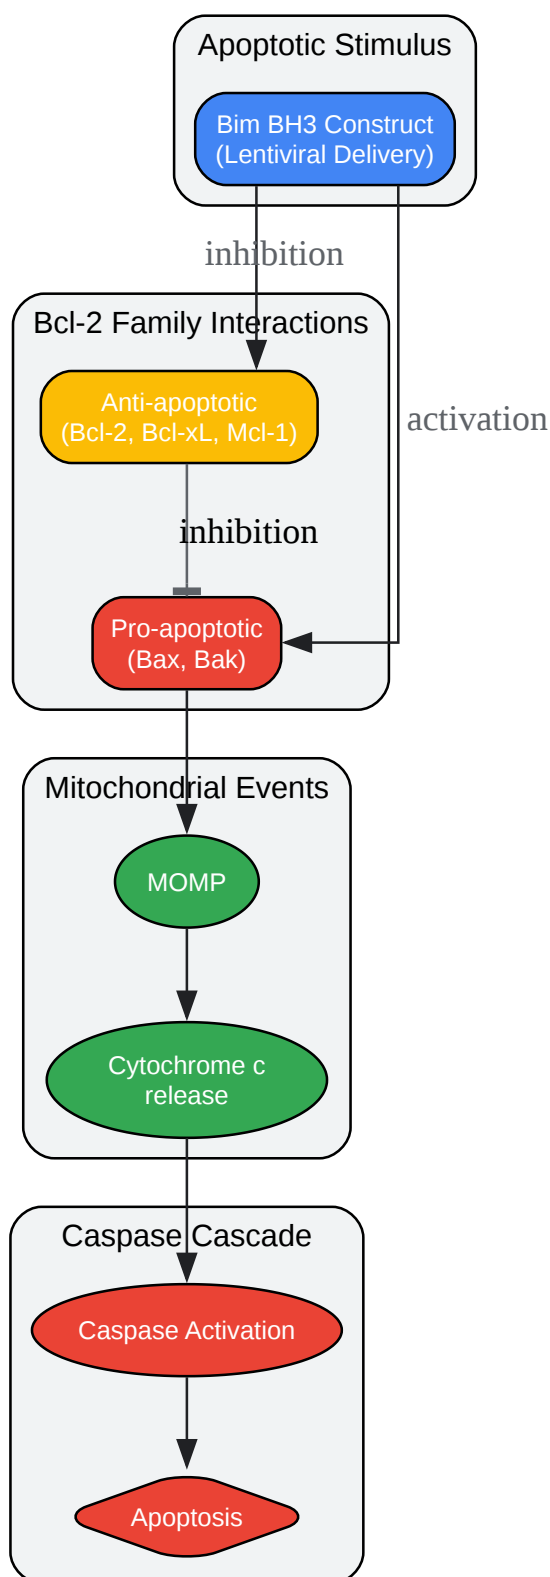 Apoptotic Stimulus
Bim BH3 Construct
(Lentiviral Delivery)
inhibition
Bcl-2 Family Interactions
Anti-apoptotic
(Bcl-2, Bcl-xL, Mcl-1)
activation
inhibition
Pro-apoptotic
(Bax, Bak)
Mitochondrial Events
MOMP
Cytochrome c
release
Caspase Cascade
Caspase Activation
Apoptosis